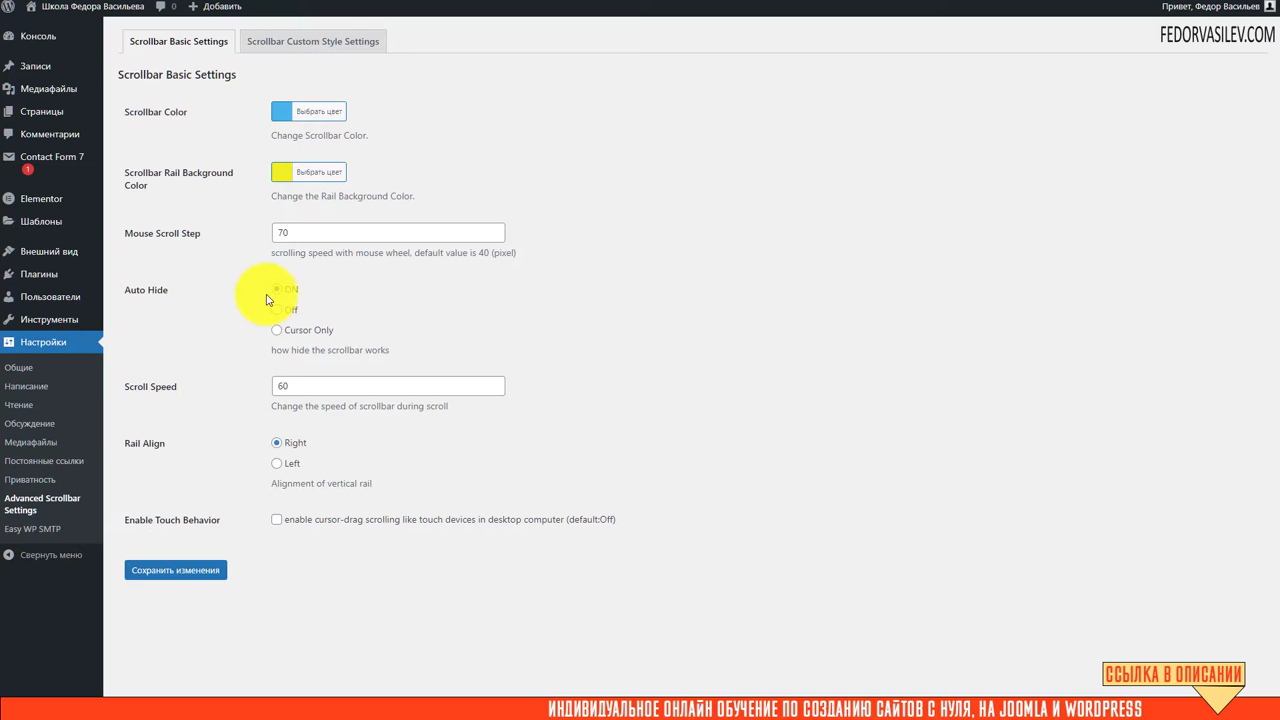 Школа Федора Васильева
0
Добавить
Привет, Федор Васильев
FEDORVASILEV.COM
Консоль
Записи
Медиафайлы
Страницы
Комментарии
Contact Form 7
1
Elementor
Шаблоны
Внешний вид
Плагины
Пользователи
Инструменты
Настройки
Общие
Написание
Чтение
Обсуждение
Медиафайлы
Постоянные ссылки
Приватность
Advanced Scrollbar
Settings
Easy WP SMTP
Свернуть меню
Scrollbar Basic Settings
Scrollbar Custom Style Settings
Scrollbar Basic Settings
Scrollbar Color
Выбрать цвет
Change Scrollbar Color.
Scrollbar Rail Background
Color
Выбрать цвет
Change the Rail Background Color.
Mouse Scroll Step
70
scrolling speed with mouse wheel, default value is 40 (pixel)
Auto Hide
ON
Off
Cursor Only
how hide the scrollbar works
Scroll Speed
60
Change the speed of scrollbar during scroll
Rail Align
Right
Left
Alignment of vertical rail
Enable Touch Behavior
enable cursor-drag scrolling like touch devices in desktop computer (default:Off)
Сохранить изменения
ССЫЛКА В ОПИСАНИИ
ИНДИВИДУАЛЬНОЕ ОНЛАЙН ОБУЧЕНИЕ ПО СОЗДАНИЮ САЙТОВ С НУЛЯ, НА JOOMLA И WORDPRESS